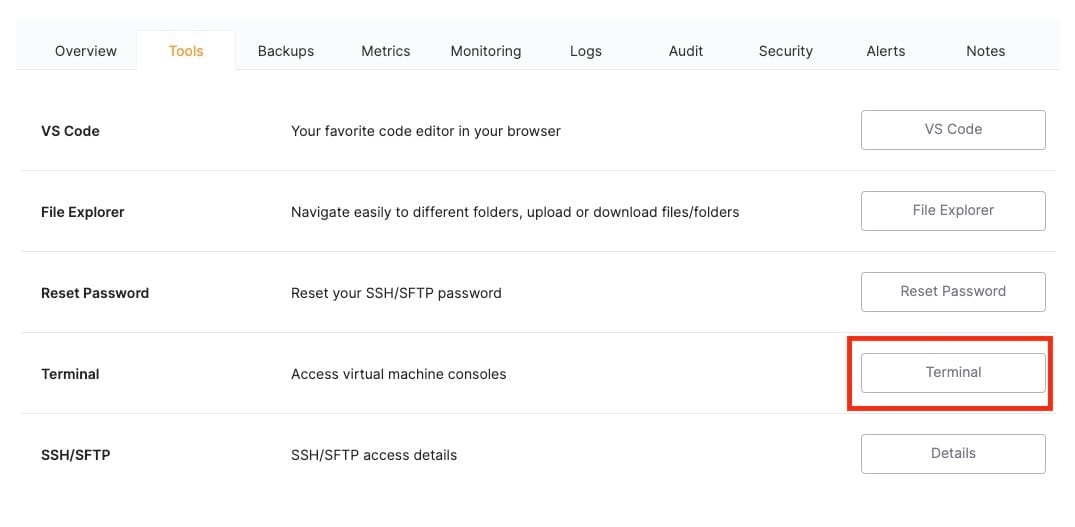 Overview Tools Backups Metrics Monitoring Logs Audit Security Alerts Notes
VS Code Your favorite code editor in your browser VS Code
File Explorer Navigate easily to different folders, upload or download files/folders File Explorer
Reset Password Reset your SSH/SFTP password Reset Password
Terminal Access virtual machine consoles Terminal
SSH/SFTP SSH/SFTP access details Details